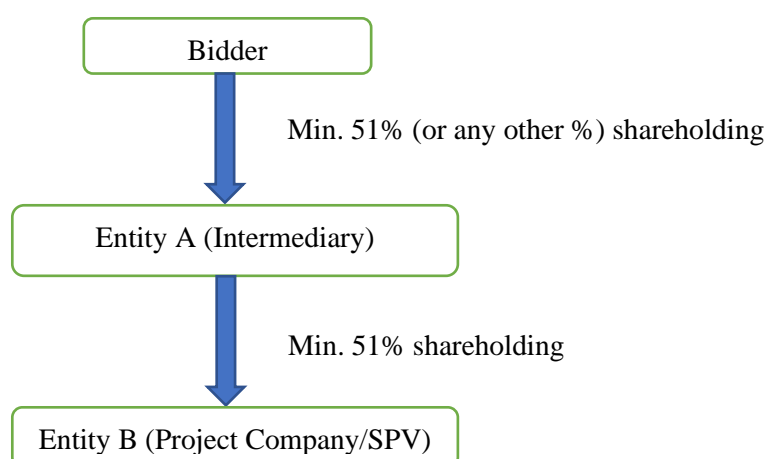 Bidder
Min. 51% (or any other %) shareholding
Entity A (Intermediary)
Min. 51% shareholding
Entity B (Project Company/SPV)